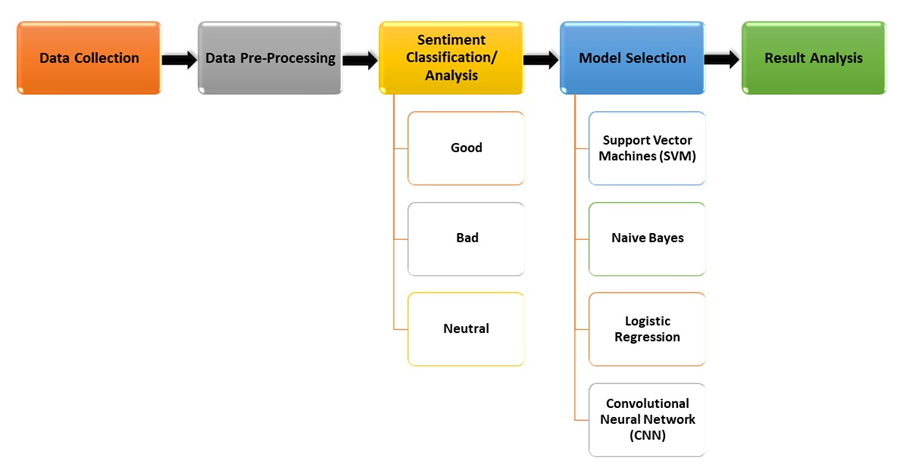 Data Collection
Data Pre-Processing
Sentiment
Classification/
Analysis
Model Selection
Result Analysis
Good
Bad
Neutral
Support Vector
Machines (SVM)
Naive Bayes
Logistic
Regression
Convolutional
Neural Network
(CNN)